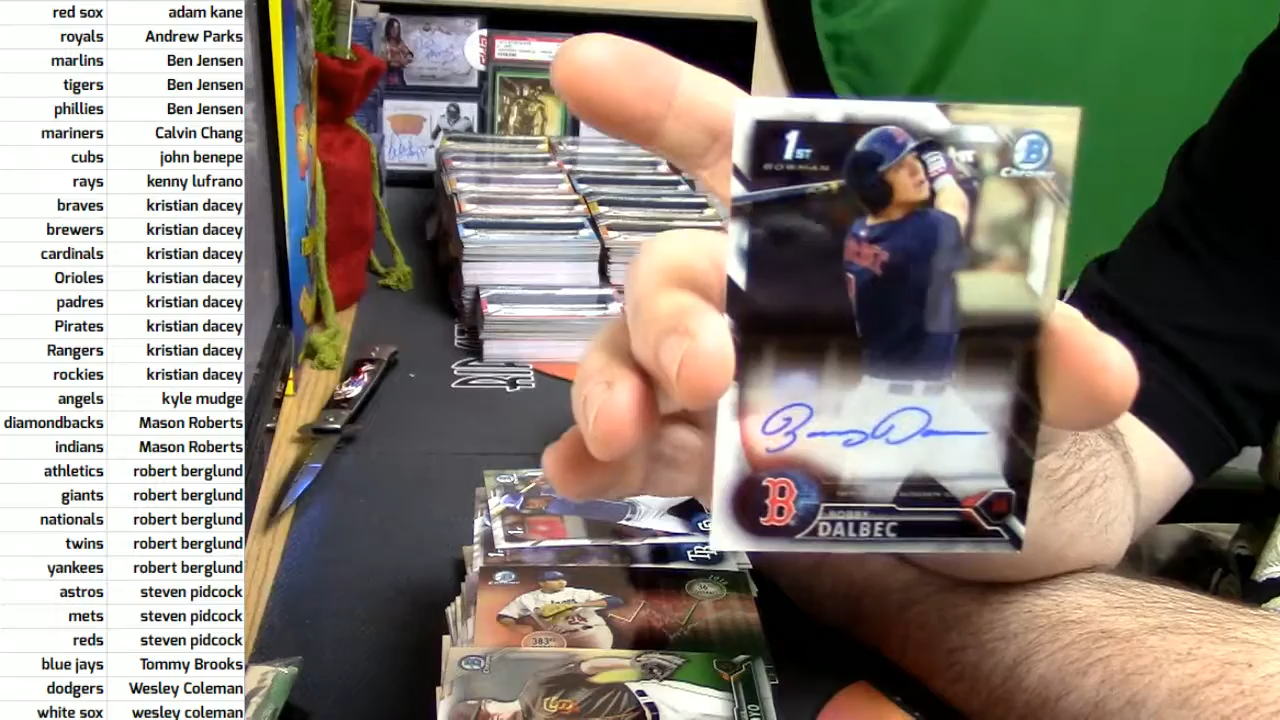 red sox adam kane
royals Andrew Parks
marlins Ben Jensen
tigers Ben Jensen
phillies Ben Jensen
mariners Calvin Chang
cubs john benepe
rays kenny lufrano
braves kristian dacey
brewers kristian dacey
cardinals kristian dacey
Orioles kristian dacey
padres kristian dacey
Pirates kristian dacey
Rangers kristian dacey
rockies kristian dacey
angels kyle mudge
diamondbacks Mason Roberts
indians Mason Roberts
athletics robert berglund
giants robert berglund
nationals robert berglund
twins robert berglund
yankees robert berglund
astros steven pidcock
mets steven pidcock
reds steven pidcock
blue jays Tommy Brooks
dodgers Wesley Coleman
white sox wesley coleman
1ST
BOWMAN
B
CHROME
B
BOBBY
DALBEC
TB
383